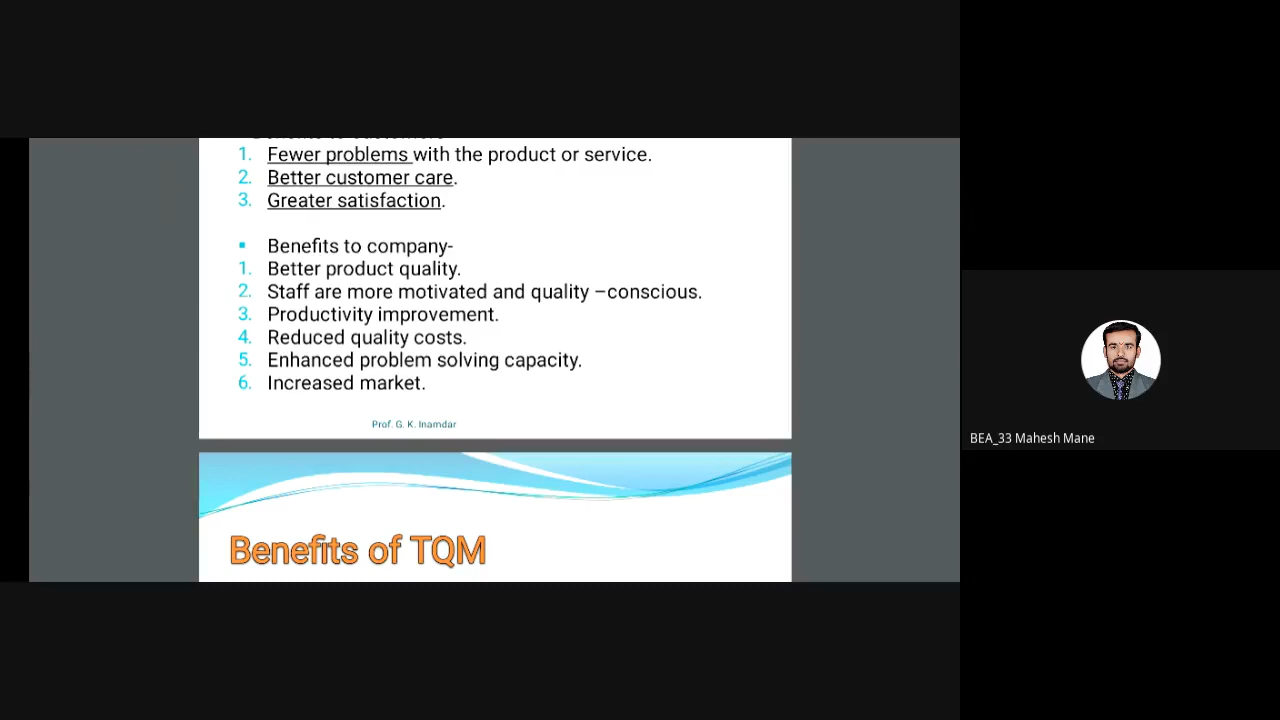 1. Fewer problems with the product or service.
2. Better customer care.
3. Greater satisfaction.
▪ Benefits to company-
1. Better product quality.
2. Staff are more motivated and quality –conscious.
3. Productivity improvement.
4. Reduced quality costs.
5. Enhanced problem solving capacity.
6. Increased market.
Prof. G. K. Inamdar
Benefits of TQM
BEA_33 Mahesh Mane